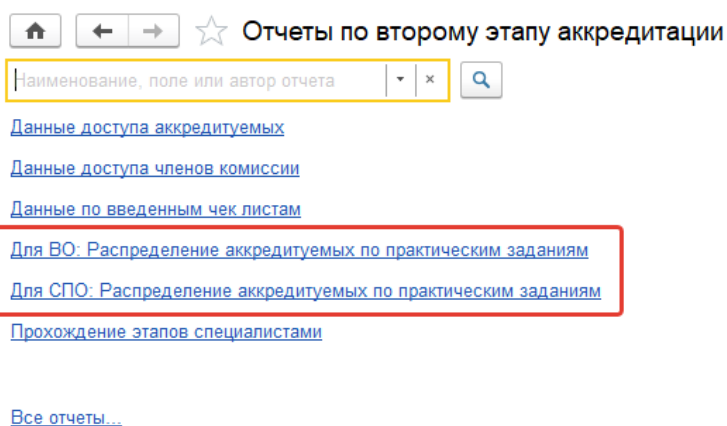 Отчеты по второму этапу аккредитации
Наименование, поле или автор отчета
Данные доступа аккредитуемых
Данные доступа членов комиссии
Данные по введенным чек листам
Для ВО: Распределение аккредитуемых по практическим заданиям
Для СПО: Распределение аккредитуемых по практическим заданиям
Прохождение этапов специалистами
Все отчеты...